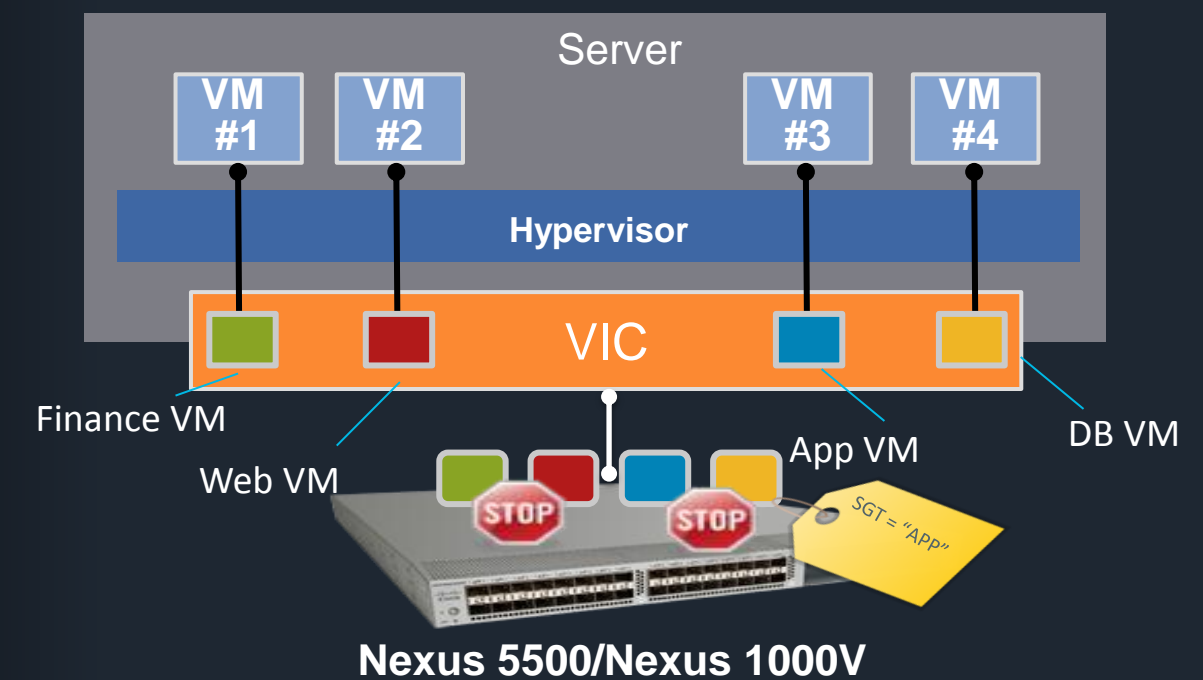 Server
VM
#1
VM
#2
VM
#3
VM
#4
Hypervisor
VIC
Finance VM
Web VM
App VM
DB VM
STOP
STOP
SGT = “APP”
Nexus 5500/Nexus 1000V